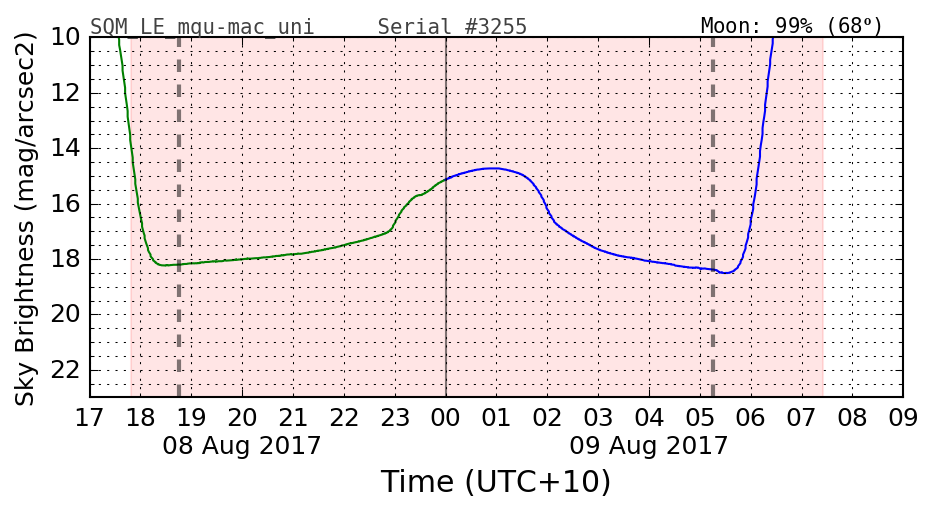 SQM_LE_mqu-mac_uni Serial #3255 Moon: 99% (68º)
Sky Brightness (mag/arcsec2)
10
12
14
16
18
20
22
17 18 19 20 21 22 23 00 01 02 03 04 05 06 07 08 09
08 Aug 2017 09 Aug 2017
Time (UTC+10)